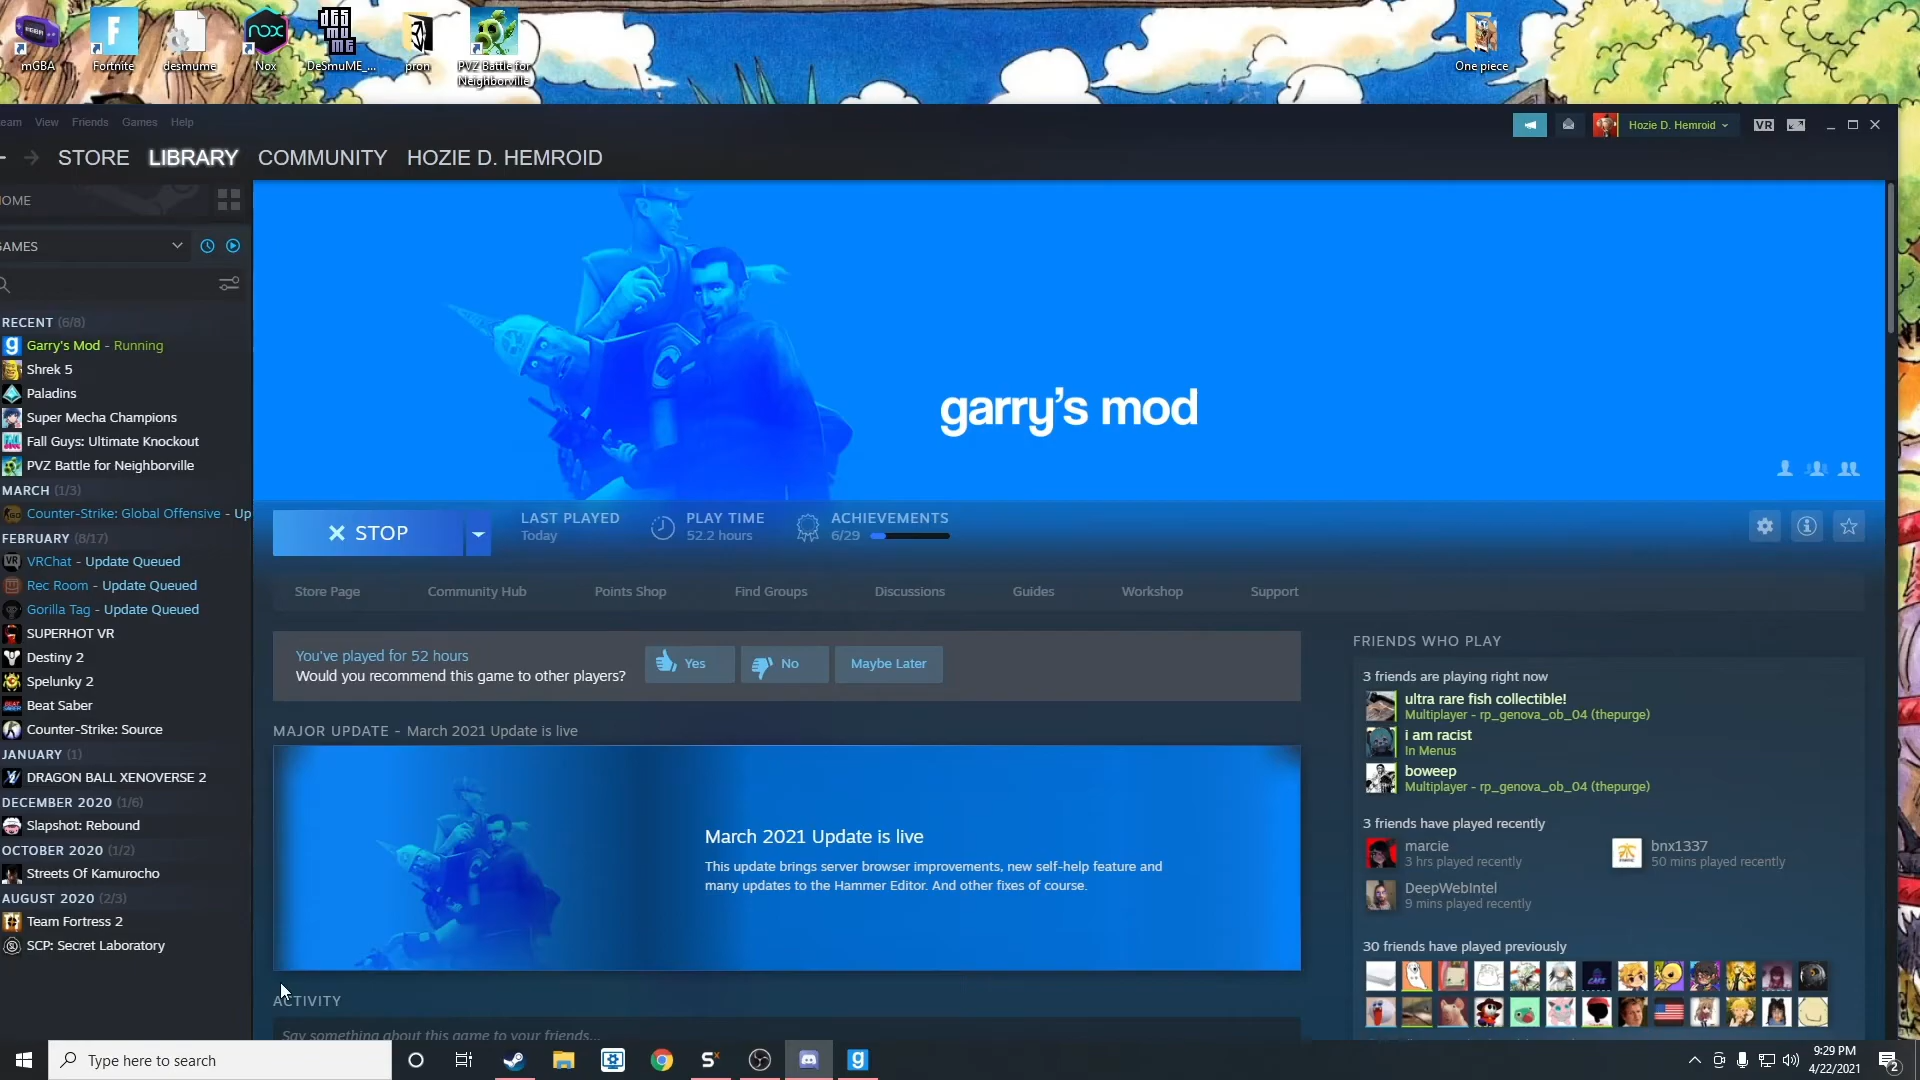 mGBA
Fortnite
desmume
Nox
DeSmuME_...
pron
PVZ Battle for
Neighborville
One piece
eam View Friends Games Help
Hozie D. Hemroid
VR
STORE LIBRARY COMMUNITY HOZIE D. HEMROID
OME
GAMES
RECENT (6/8)
Garry's Mod - Running
Shrek 5
Paladins
Super Mecha Champions
Fall Guys: Ultimate Knockout
PVZ Battle for Neighborville
MARCH (1/3)
Counter-Strike: Global Offensive - Up
FEBRUARY (8/17)
VRChat - Update Queued
Rec Room - Update Queued
Gorilla Tag - Update Queued
SUPERHOT VR
Destiny 2
Spelunky 2
Beat Saber
Counter-Strike: Source
JANUARY (1)
DRAGON BALL XENOVERSE 2
DECEMBER 2020 (1/6)
Slapshot: Rebound
OCTOBER 2020 (1/2)
Streets Of Kamurocho
AUGUST 2020 (2/3)
Team Fortress 2
SCP: Secret Laboratory
garry's mod
STOP
LAST PLAYED
Today
PLAY TIME
52.2 hours
ACHIEVEMENTS
6/29
Store Page Community Hub Points Shop Find Groups Discussions Guides Workshop Support
You've played for 52 hours
Would you recommend this game to other players?
Yes No Maybe Later
MAJOR UPDATE - March 2021 Update is live
March 2021 Update is live
This update brings server browser improvements, new self-help feature and
many updates to the Hammer Editor. And other fixes of course.
ACTIVITY
Say something about this game to your friends...
FRIENDS WHO PLAY
3 friends are playing right now
ultra rare fish collectible!
Multiplayer - rp_genova_ob_04 (thepurge)
i am racist
In Menus
boweep
Multiplayer - rp_genova_ob_04 (thepurge)
3 friends have played recently
marcie
3 hrs played recently
bnx1337
50 mins played recently
DeepWebIntel
9 mins played recently
30 friends have played previously
Type here to search
9:29 PM
4/22/2021
2